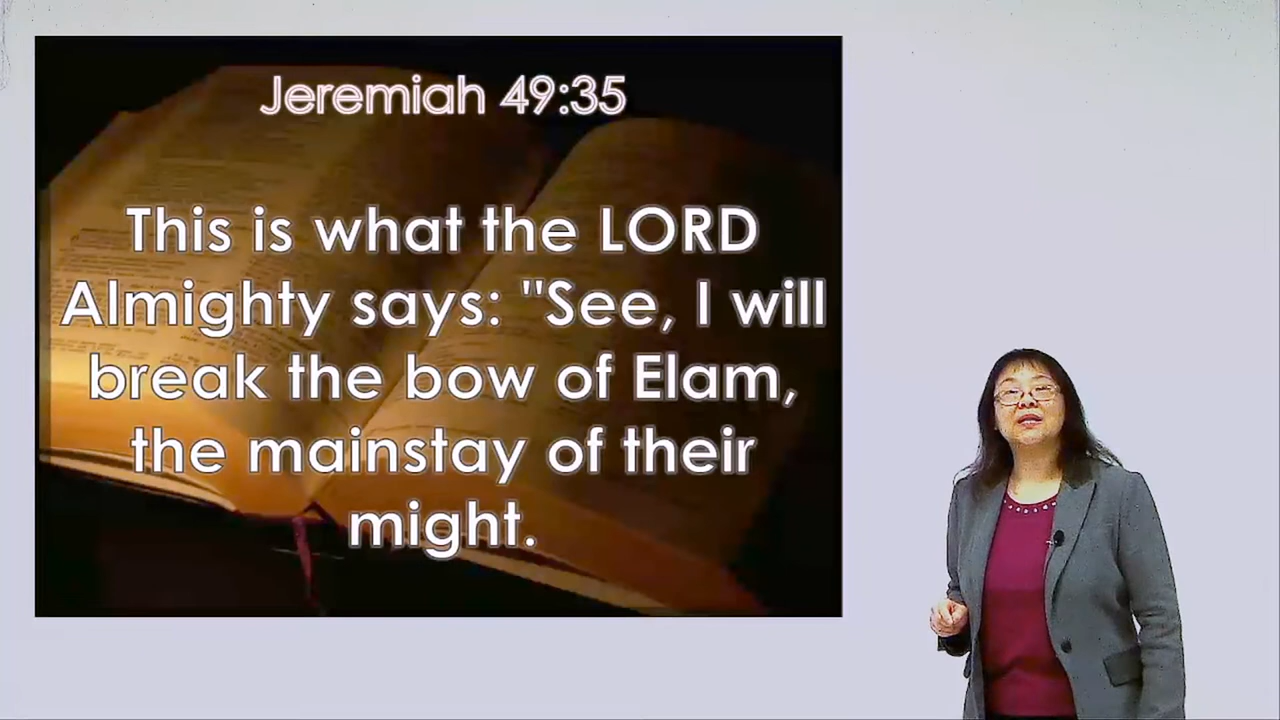 Jeremiah 49:35
This is what the LORD
Almighty says: "See, I will
break the bow of Elam,
the mainstay of their
might.